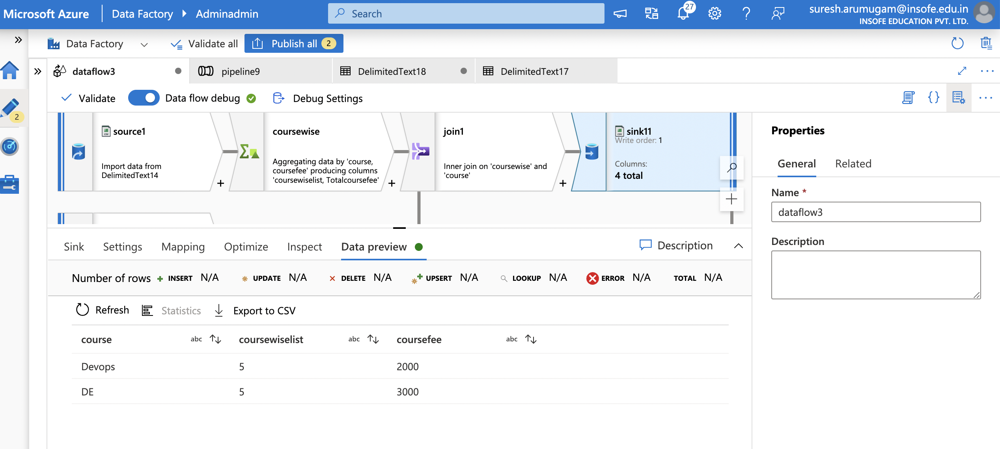 Microsoft Azure
Data Factory
Adminadmin
Search
27
suresh.arumugam@insofe.edu.in
INSOFE EDUCATION PVT. LTD.
Data Factory
Validate all
Publish all 2
dataflow3
pipeline9
DelimitedText18
DelimitedText17
2
Validate
Data flow debug
Debug Settings
source1
Import data from
DelimitedText14
+
coursewise
Aggregating data by 'course,
coursefee' producing columns
'coursewiselist, Totalcoursefee'
+
join1
Inner join on 'coursewise' and
'course'
+
sink11
Write order: 1
Columns:
4 total
Properties
General
Related
Name *
dataflow3
Description
Sink
Settings
Mapping
Optimize
Inspect
Data preview
Description
Number of rows
INSERT N/A
UPDATE N/A
DELETE N/A
UPSERT N/A
LOOKUP N/A
ERROR N/A
TOTAL N/A
Refresh
Statistics
Export to CSV
course abc
coursewiselist abc
coursefee abc
Devops 5 2000
DE 5 3000